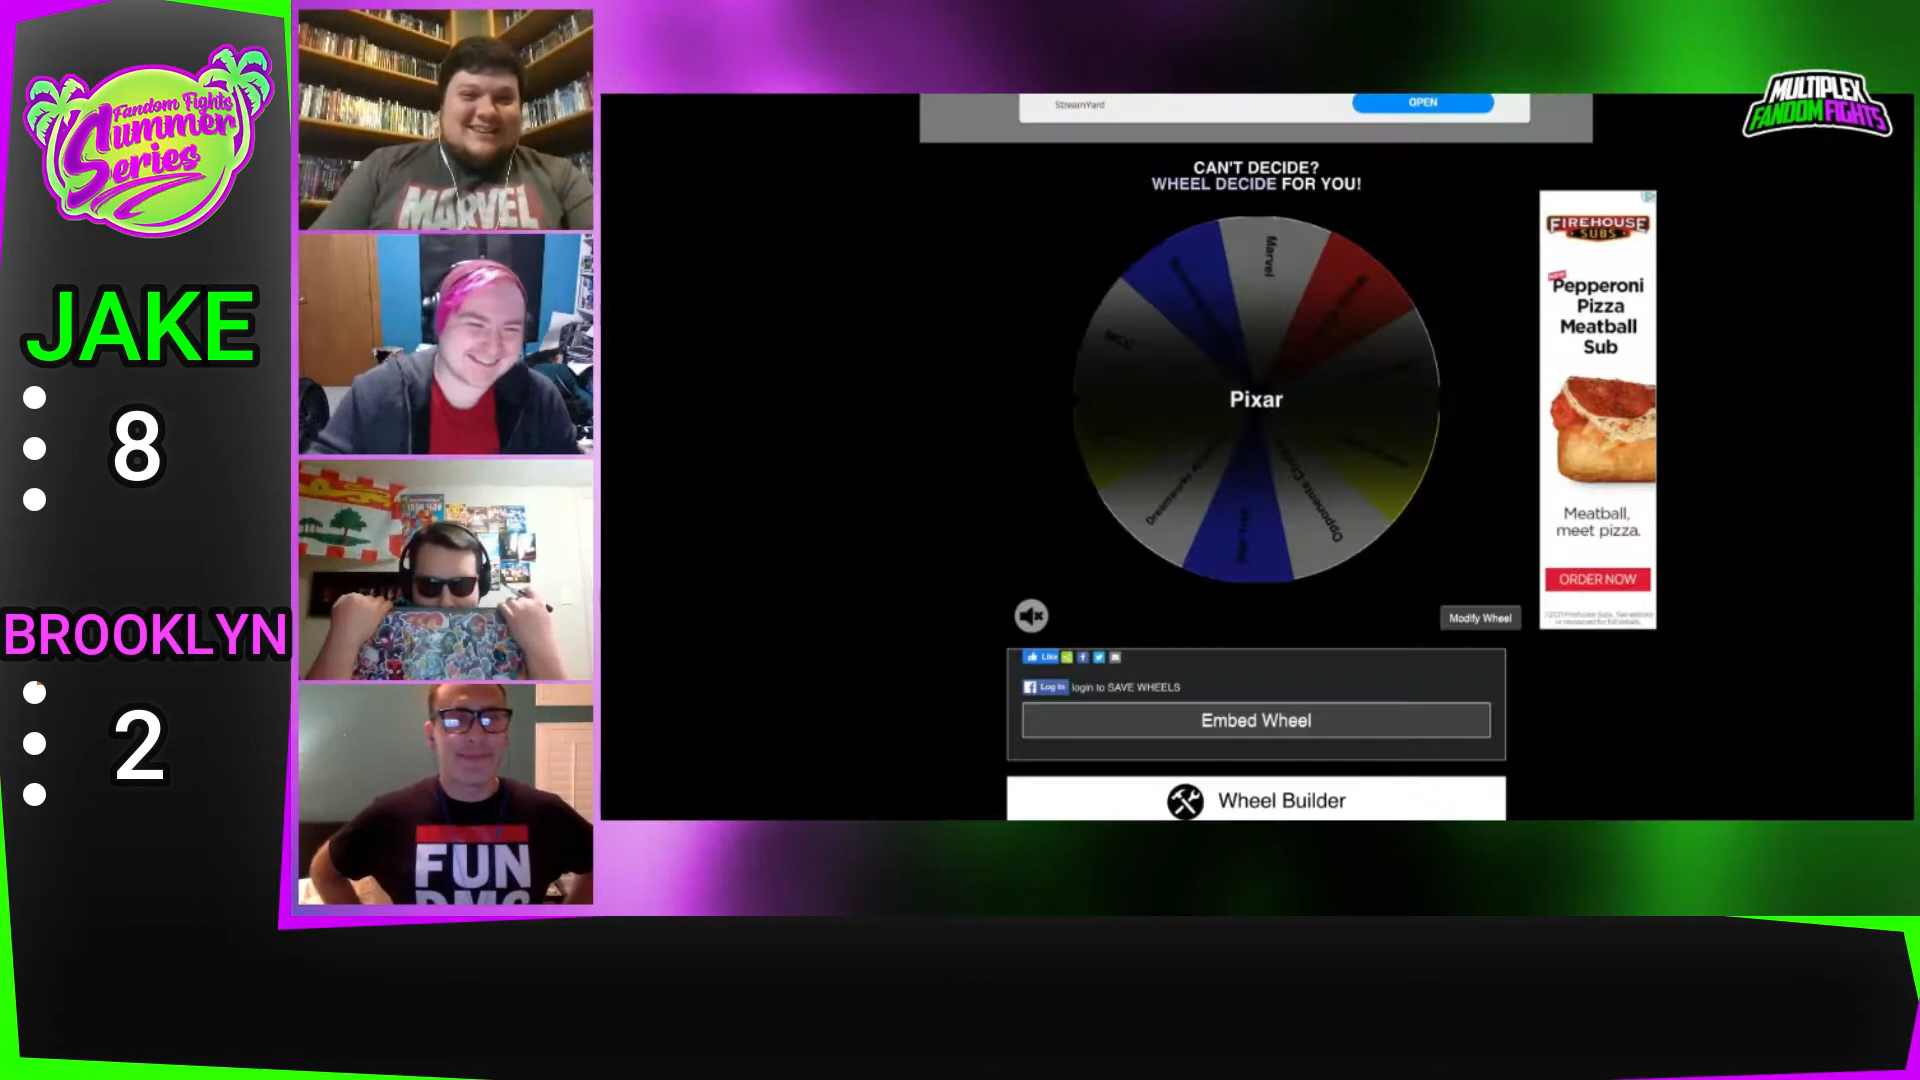 Fandom Fights
Summer
Series
JAKE
8
BROOKLYN
2
MARVEL
FUN
DMC
StreamYard
OPEN
CAN'T DECIDE?
WHEEL DECIDE FOR YOU!
Marvel
MCU
Pixar
Modify Wheel
Like
Log In login to SAVE WHEELS
Embed Wheel
Wheel Builder
MULTIPLEX
FANDOM FIGHTS
FIREHOUSE
SUBS
Pepperoni
Pizza
Meatball
Sub
Meatball,
meet pizza.
ORDER NOW